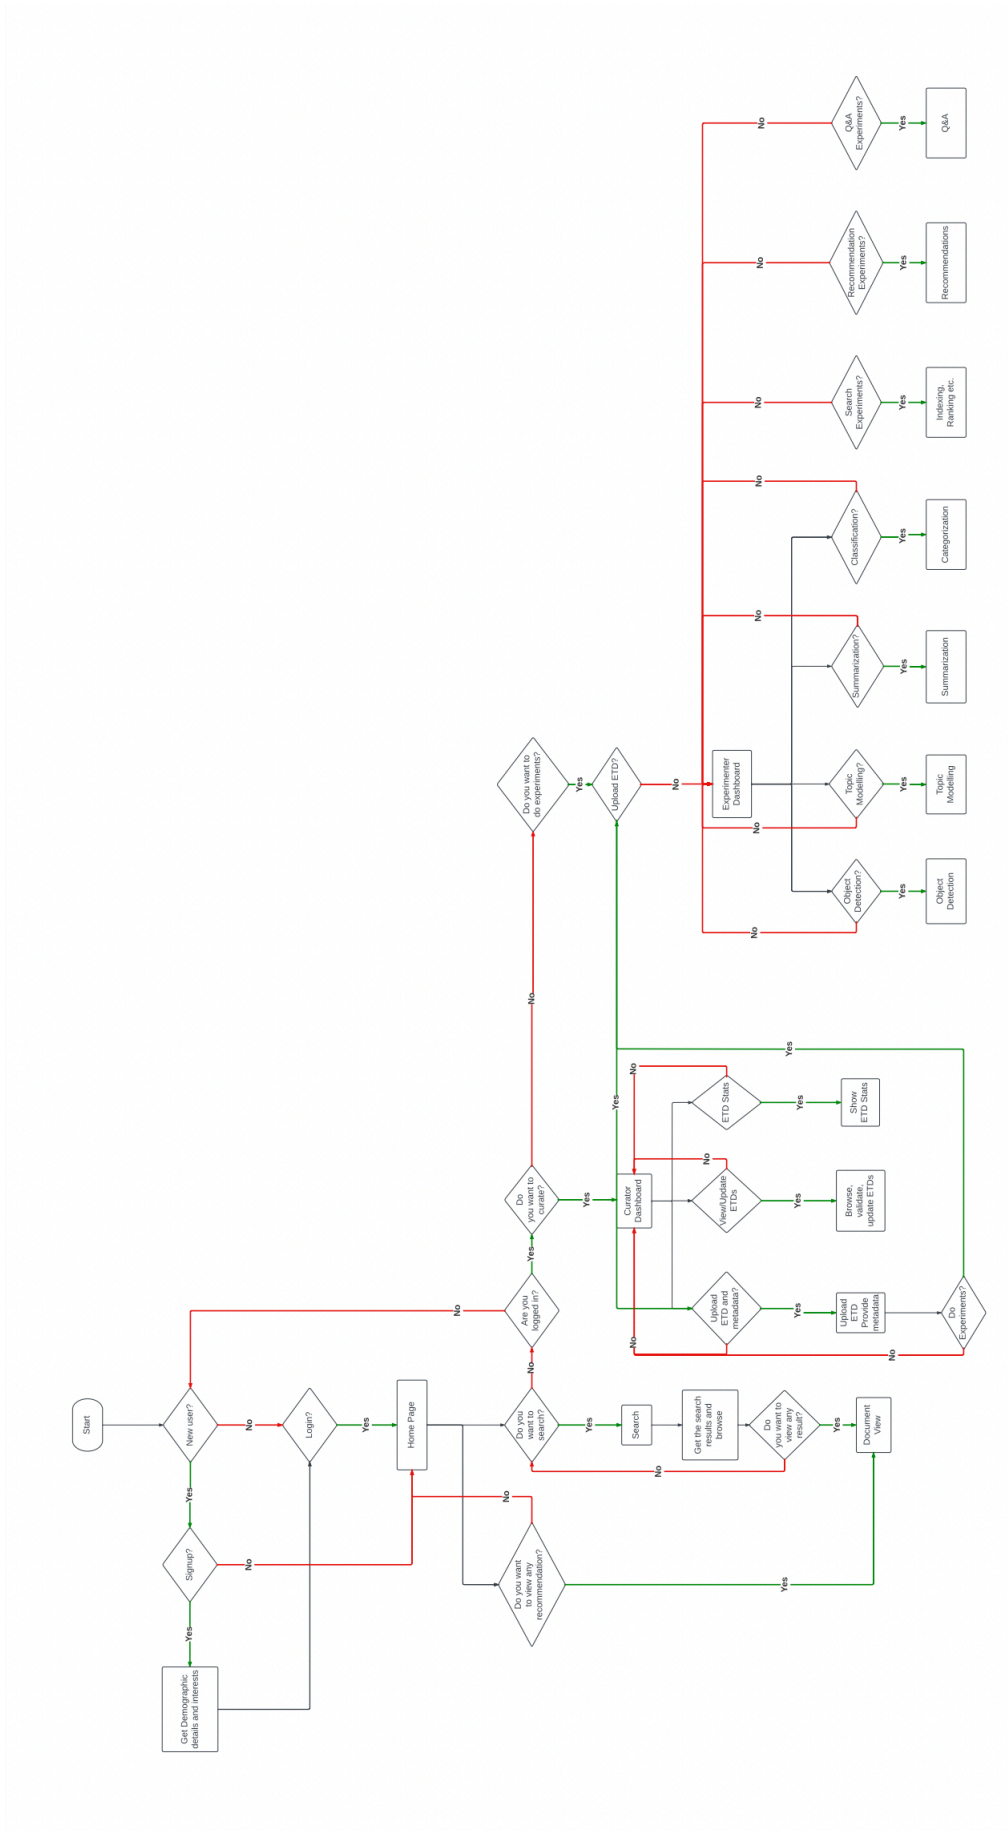 Start
New user?
No
Login?
Yes
Home Page
Yes
Signup?
No
Yes
Get Demographic
details and interests
No
Do you want
to view any
recommendation?
No
Yes
Do you
want to
search?
Yes
Search
Get the search
results and
browse
Do
you want to
view any
result?
Yes
Document
View
No
No
Are you
logged in?
Yes
Do
you want to
curate?
Yes
Curator
Dashboard
Upload
ETD and
metadata?
No
Yes
Upload
ETD
Provide
metadata
Do
Experiments?
No
Yes
View/Update
ETDs
No
Yes
Browse,
validate,
update ETDs
ETD Stats
No
Yes
Show
ETD Stats
Yes
No
Do you want to
do experiments?
Yes
Upload ETD?
No
Experimenter
Dashboard
Object
Detection?
No
Yes
Object
Detection
Topic
Modelling?
No
Yes
Topic
Modelling
Summarization?
No
Yes
Summarization
Classification?
No
Yes
Categorization
Search
Experiments?
No
Yes
Indexing,
Ranking etc.
Recommendation
Experiments?
No
Yes
Recommendations
Q&A
Experiments?
No
Yes
Q&A